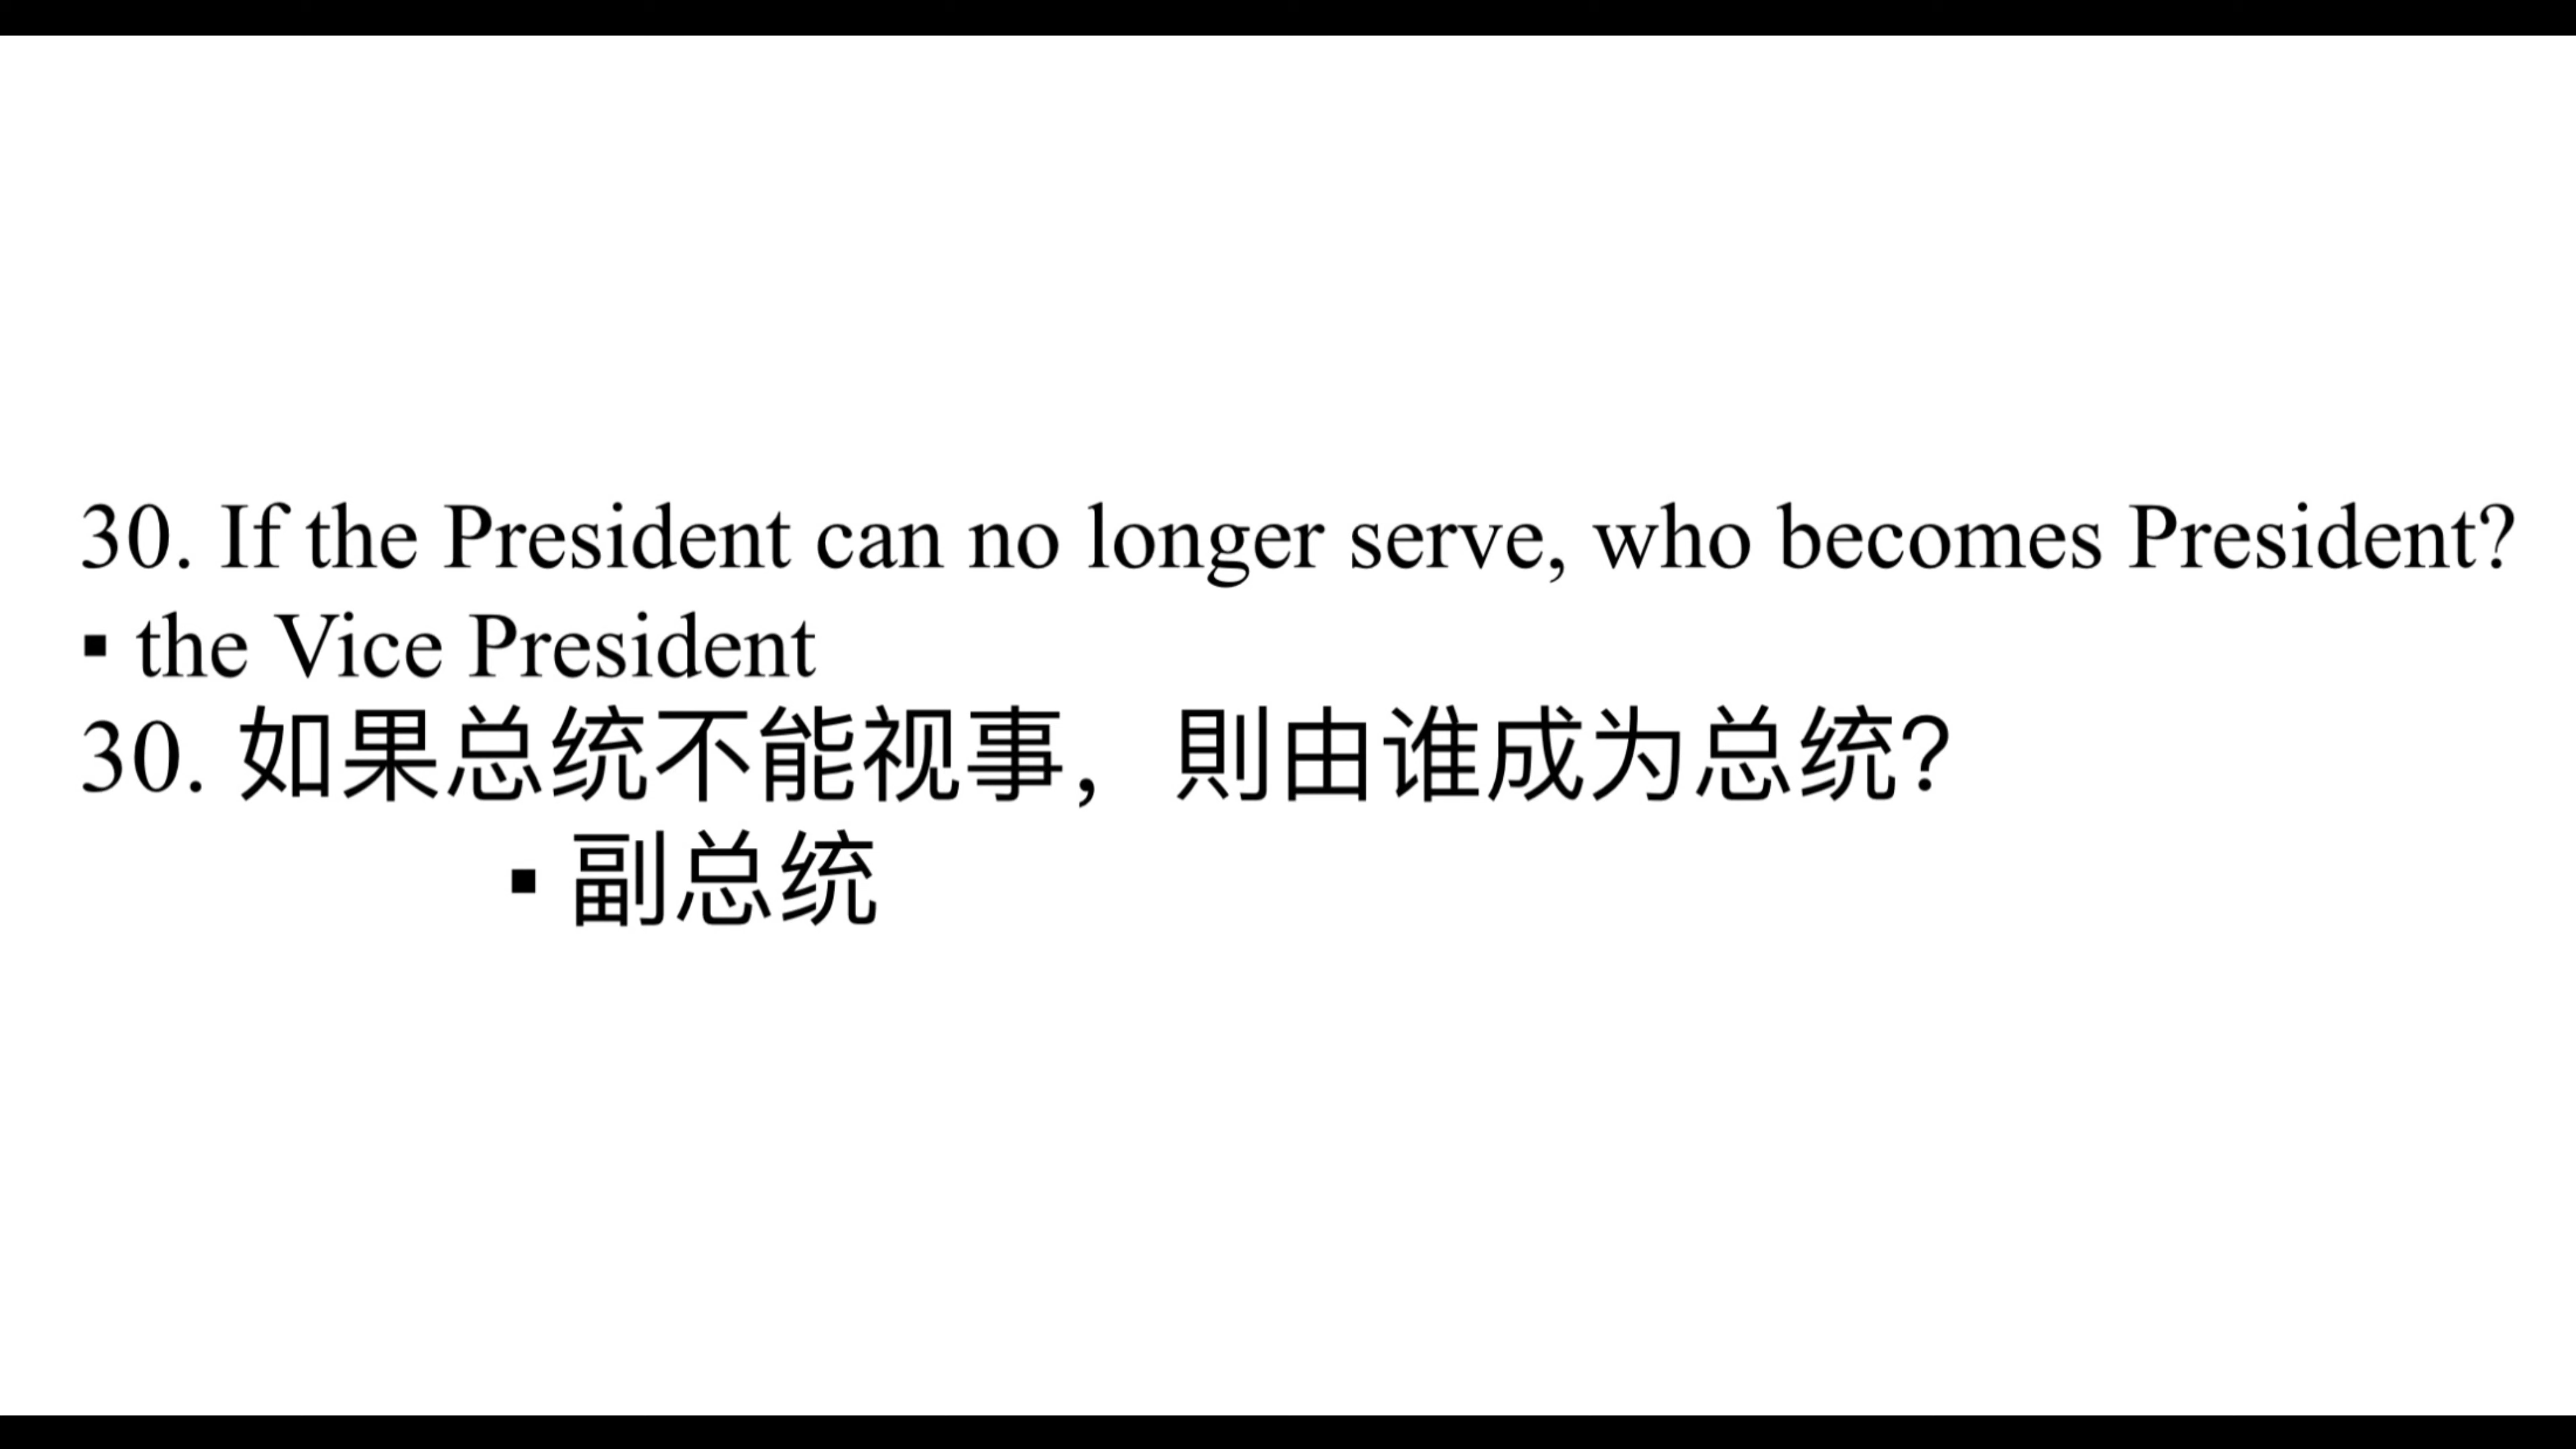 30. If the President can no longer serve, who becomes President?
▪ the Vice President
30. 如果总统不能视事，則由谁成为总统?
▪ 副总统